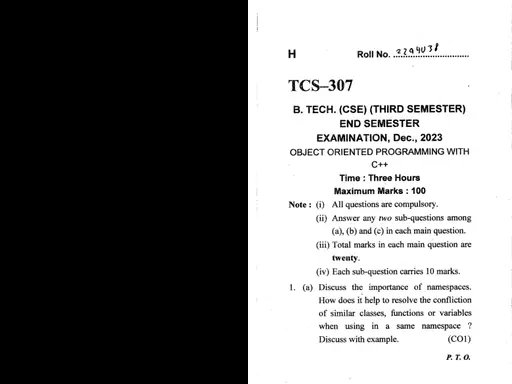 H
Roll No. 2294038
TCS–307
B. TECH. (CSE) (THIRD SEMESTER)
END SEMESTER
EXAMINATION, Dec., 2023
OBJECT ORIENTED PROGRAMMING WITH
C++
Time : Three Hours
Maximum Marks : 100
Note : (i) All questions are compulsory.
(ii) Answer any two sub-questions among
(a), (b) and (c) in each main question.
(iii) Total marks in each main question are
twenty.
(iv) Each sub-question carries 10 marks.
1. (a) Discuss the importance of namespaces.
How does it help to resolve the confliction
of similar classes, functions or variables
when using in a same namespace ?
Discuss with example. (CO1)
P. T. O.